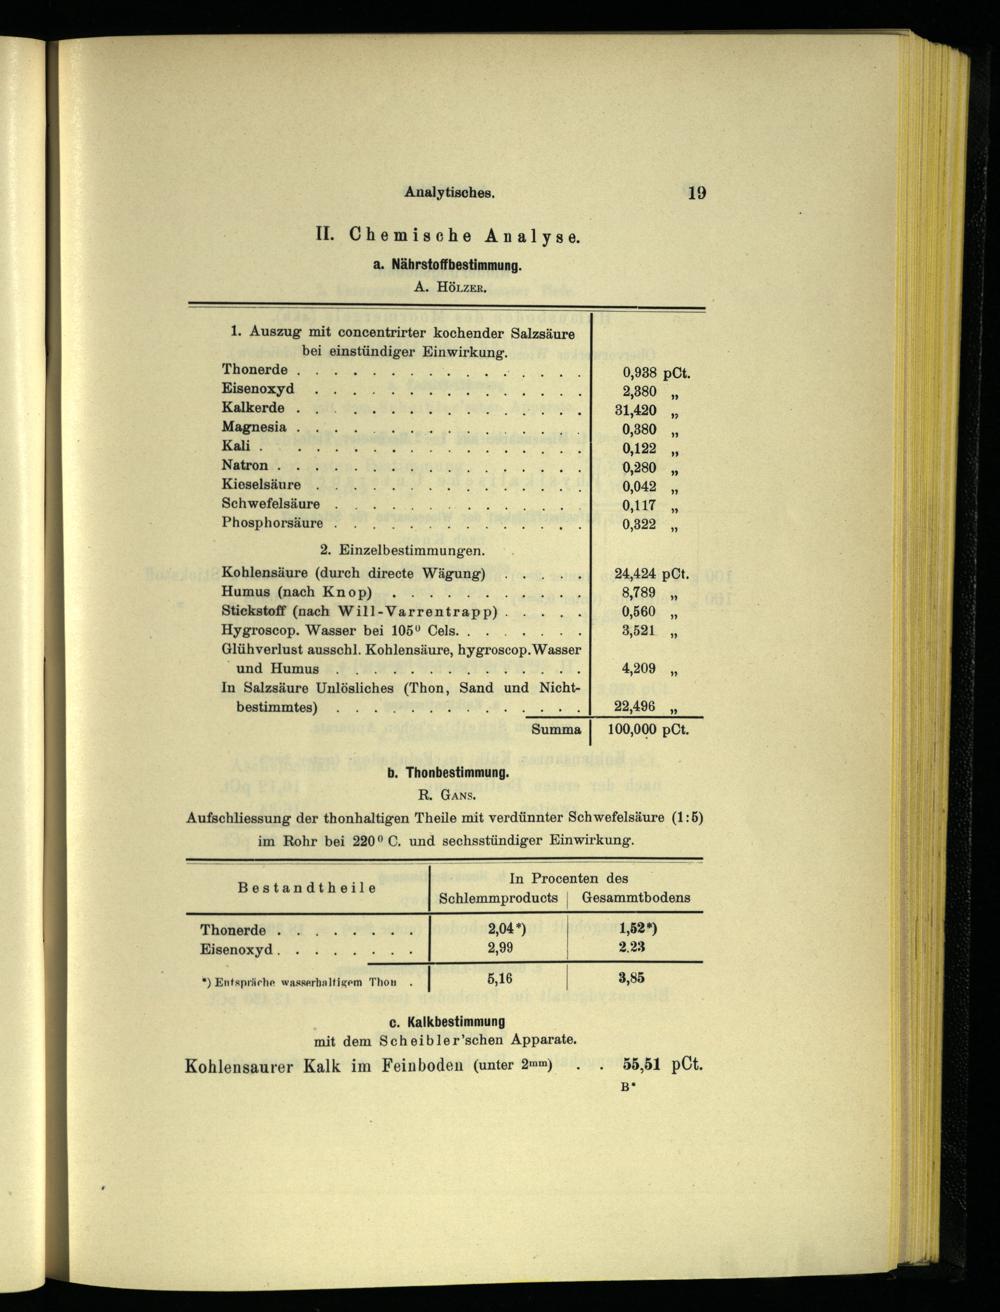 Analytisches. 19
II. Chemische Analyse.
a. Nährstoffbestimmung.
A. Hölzer.
1. Auszug mit concentrirter kochender Salzsäure
bei einstündiger Einwirkung.
Thonerde . . . . . . . . . . . . . . . . 0,938 pCt.
Eisenoxyd . . . . . . . . . . . . . . . 2,380 „
Kalkerde . . . . . . . . . . . . . . . . 31,420 „
Magnesia . . . . . . . . . . . . . . . . 0,380 „
Kali . . . . . . . . . . . . . . . . . . 0,122 „
Natron . . . . . . . . . . . . . . . . . 0,280 „
Kieselsäure . . . . . . . . . . . . . . . 0,042 „
Schwefelsäure . . . . . . . . . . . . . . 0,117 „
Phosphorsäure . . . . . . . . . . . . . . 0,322 „
2. Einzelbestimmungen.
Kohlensäure (durch directe Wägung) . . . . . 24,424 pCt.
Humus (nach Knop) . . . . . . . . . . . 8,789 „
Stickstoff (nach Will-Varrentrapp) . . . . . 0,560 „
Hygroscop. Wasser bei 105⁰ Cels. . . . . . . . 3,521 „
Glühverlust ausschl. Kohlensäure, hygroscop.Wasser
und Humus . . . . . . . . . . . . . . 4,209 „
In Salzsäure Unlösliches (Thon, Sand und Nicht-
bestimmtes) . . . . . . . . . . . . . . 22,496 „
Summa 100,000 pCt.
b. Thonbestimmung.
R. Gans.
Aufschliessung der thonhaltigen Theile mit verdünnter Schwefelsäure (1:5)
im Rohr bei 220⁰ C. und sechsstündiger Einwirkung.
Bestandtheile In Procenten des
Schlemmproducts Gesammtbodens
Thonerde . . . . . . . . 2,04*) 1,52*)
Eisenoxyd . . . . . . . . 2,99 2.23
*) Entspräche wasserhaltigem Thon . 5,16 3,85
c. Kalkbestimmung
mit dem Scheibler'schen Apparate.
Kohlensaurer Kalk im Feinboden (unter 2ᵐᵐ) . . 55,51 pCt.
B*